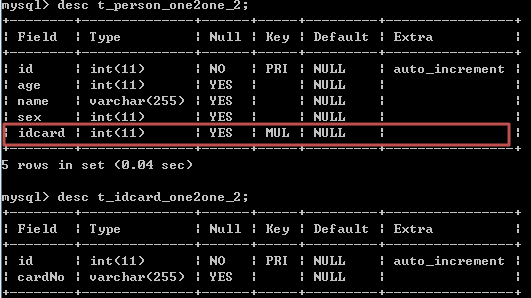 mysql> desc t_person_one2one_2;
+--------+--------------+------+-----+---------+----------------+
| Field | Type | Null | Key | Default | Extra |
+--------+--------------+------+-----+---------+----------------+
| id | int(11) | NO | PRI | NULL | auto_increment |
| age | int(11) | YES | | NULL | |
| name | varchar(255) | YES | | NULL | |
| sex | int(11) | YES | | NULL | |
| idcard | int(11) | YES | MUL | NULL | |
+--------+--------------+------+-----+---------+----------------+
5 rows in set (0.04 sec)
mysql> desc t_idcard_one2one_2;
+--------+--------------+------+-----+---------+----------------+
| Field | Type | Null | Key | Default | Extra |
+--------+--------------+------+-----+---------+----------------+
| id | int(11) | NO | PRI | NULL | auto_increment |
| cardNo | varchar(255) | YES | | NULL | |
+--------+--------------+------+-----+---------+----------------+